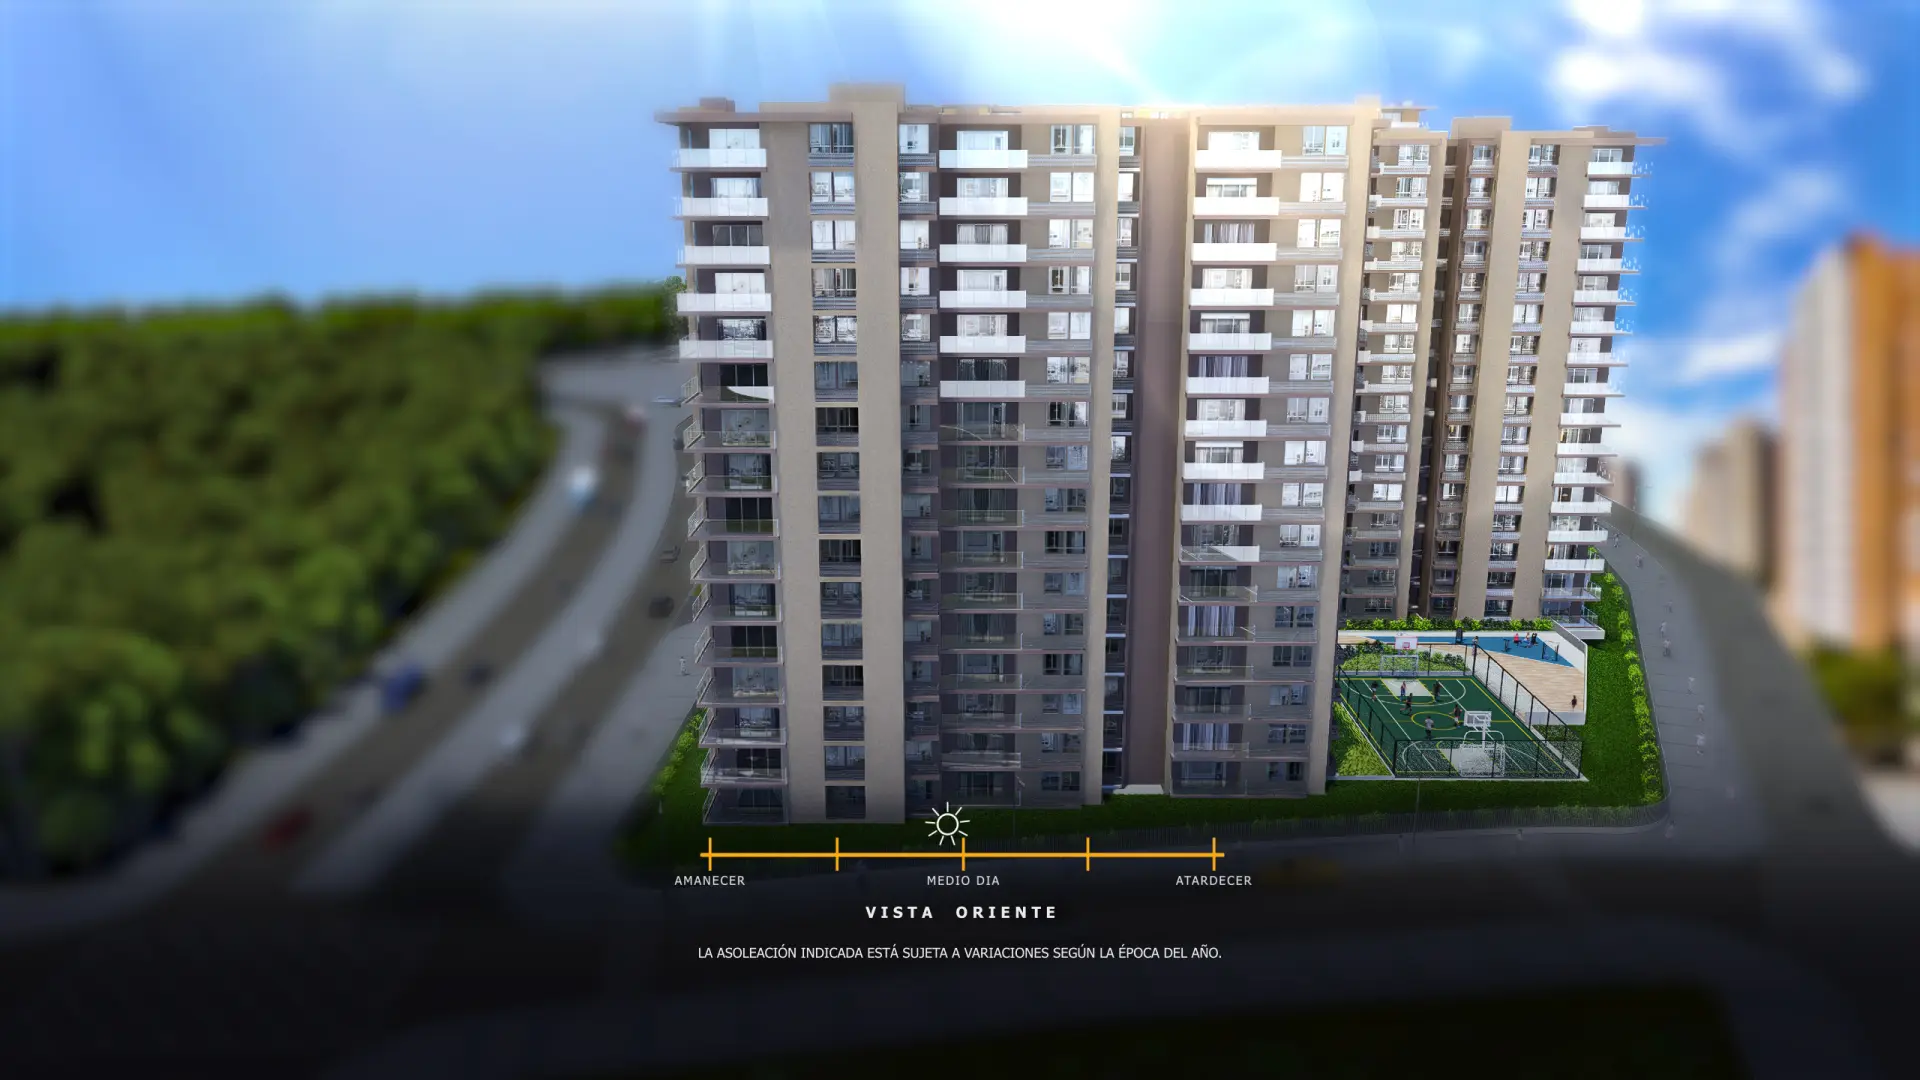 AMANECER MEDIO DIA ATARDECER
VISTA ORIENTE
LA ASOLEACIÓN INDICADA ESTÁ SUJETA A VARIACIONES SEGÚN LA ÉPOCA DEL AÑO.